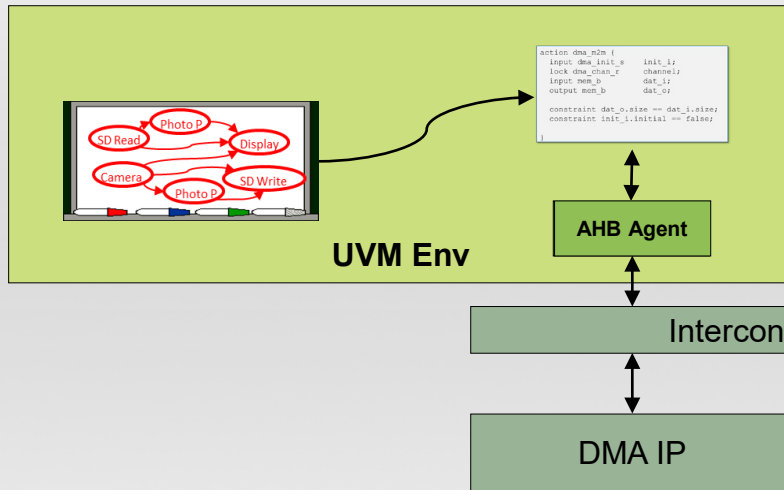 action dma_m2m {
input dma_init_s init_i;
lock dma_chan_r channel;
input mem_b dat_i;
output mem_b dat_o;
constraint dat_o.size == dat_i.size;
constraint init_i.initial == false;
}
Photo P
SD Read
Display
Camera
SD Write
Photo P
AHB Agent
UVM Env
Intercon
DMA IP